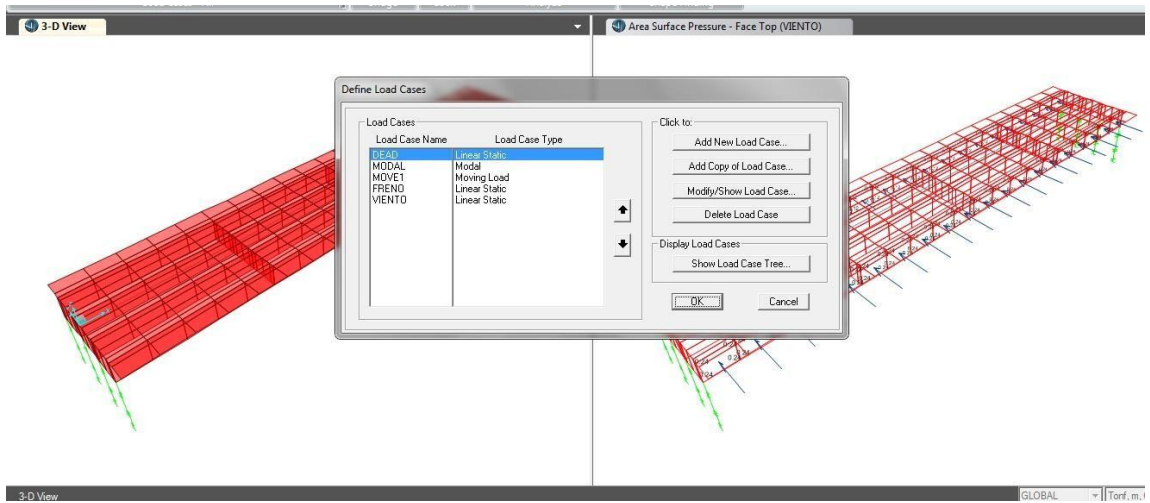 3-D View
Area Surface Pressure - Face Top (VIENTO)
Define Load Cases
Load Cases
Load Case Name Load Case Type
DEAD Linear Static
MODAL Modal
MOVE1 Moving Load
FRENO Linear Static
VIENTO Linear Static
Click to:
Add New Load Case...
Add Copy of Load Case...
Modify/Show Load Case...
Delete Load Case
Display Load Cases
Show Load Case Tree...
OK Cancel
3-D View
GLOBAL Tonf, m,